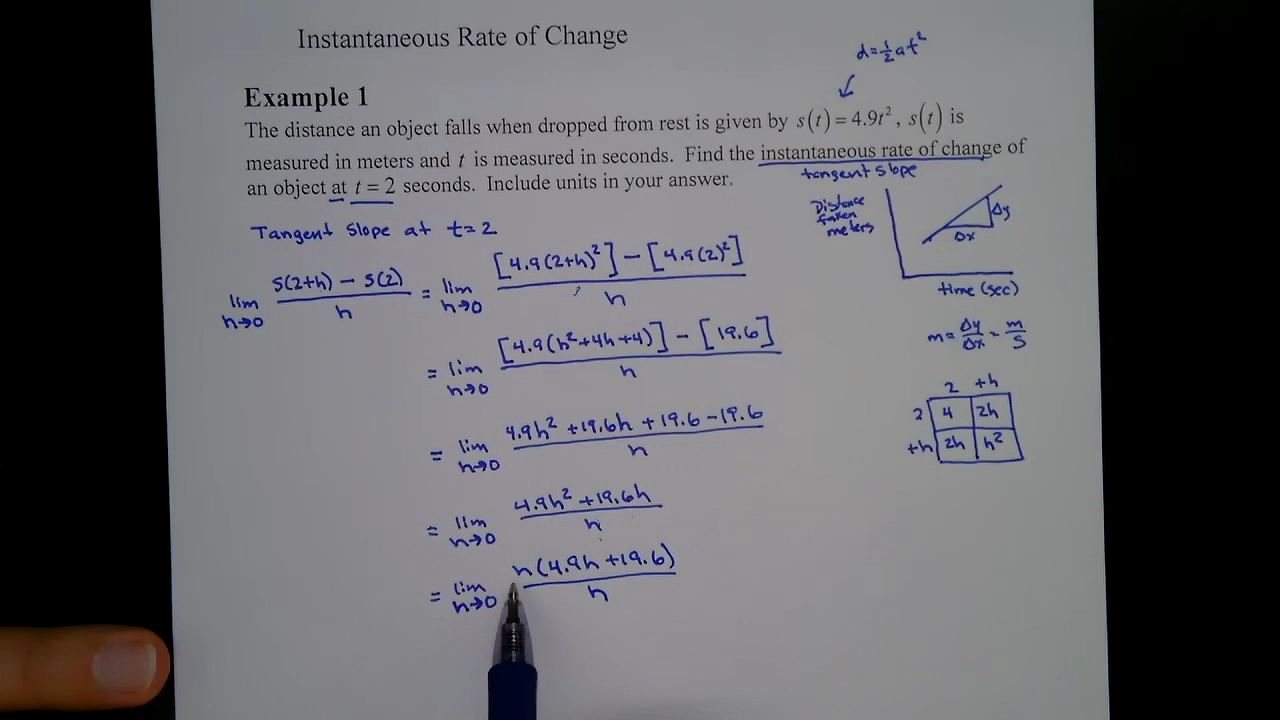 Instantaneous Rate of Change
d=½at²
Example 1
The distance an object falls when dropped from rest is given by s(t) = 4.9t², s(t) is
measured in meters and t is measured in seconds. Find the instantaneous rate of change of
an object at t = 2 seconds. Include units in your answer.
tangent slope
Distance
fallen
meters
Δy
Δx
time (sec)
m = Δy/Δx = m/s
2 +h
2 4 2h
+h 2h h²
Tangent Slope at t=2
lim h→0 (s(2+h) − s(2))/h = lim h→0 ([4.9(2+h)²] − [4.9(2)²])/h
= lim h→0 ([4.9(h²+4h+4)] − [19.6])/h
= lim h→0 (4.9h² +19.6h +19.6 −19.6)/h
= lim h→0 (4.9h² +19.6h)/h
= lim h→0 h(4.9h +19.6)/h